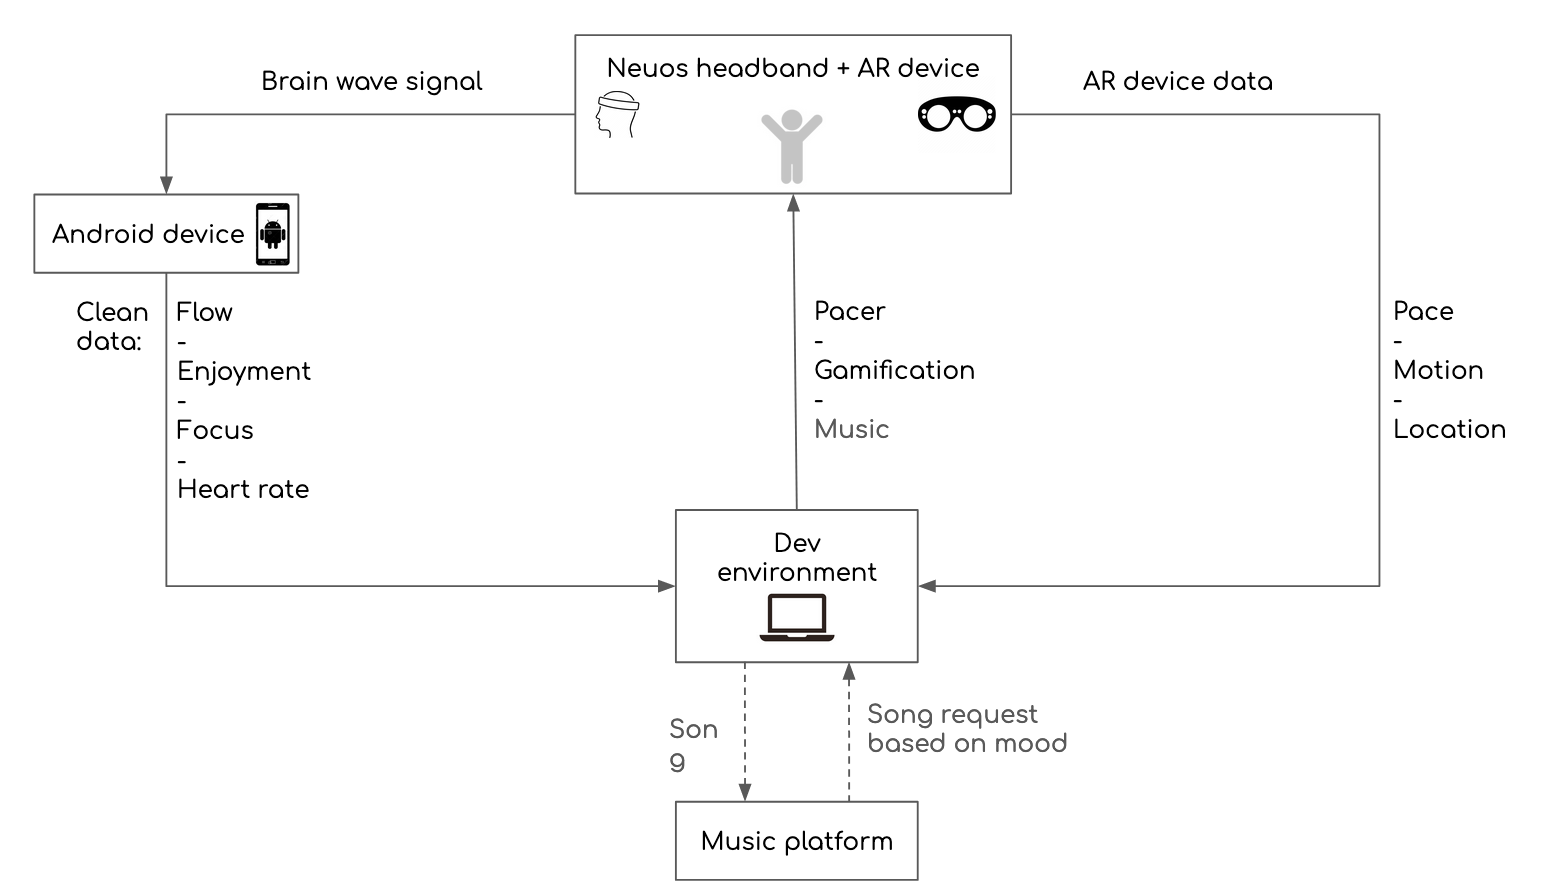 Neuos headband + AR device
Brain wave signal
AR device data
Android device
Clean
data:
Flow
-
Enjoyment
-
Focus
-
Heart rate
Pacer
-
Gamification
-
Music
Pace
-
Motion
-
Location
Dev
environment
Son
g
Song request
based on mood
Music platform